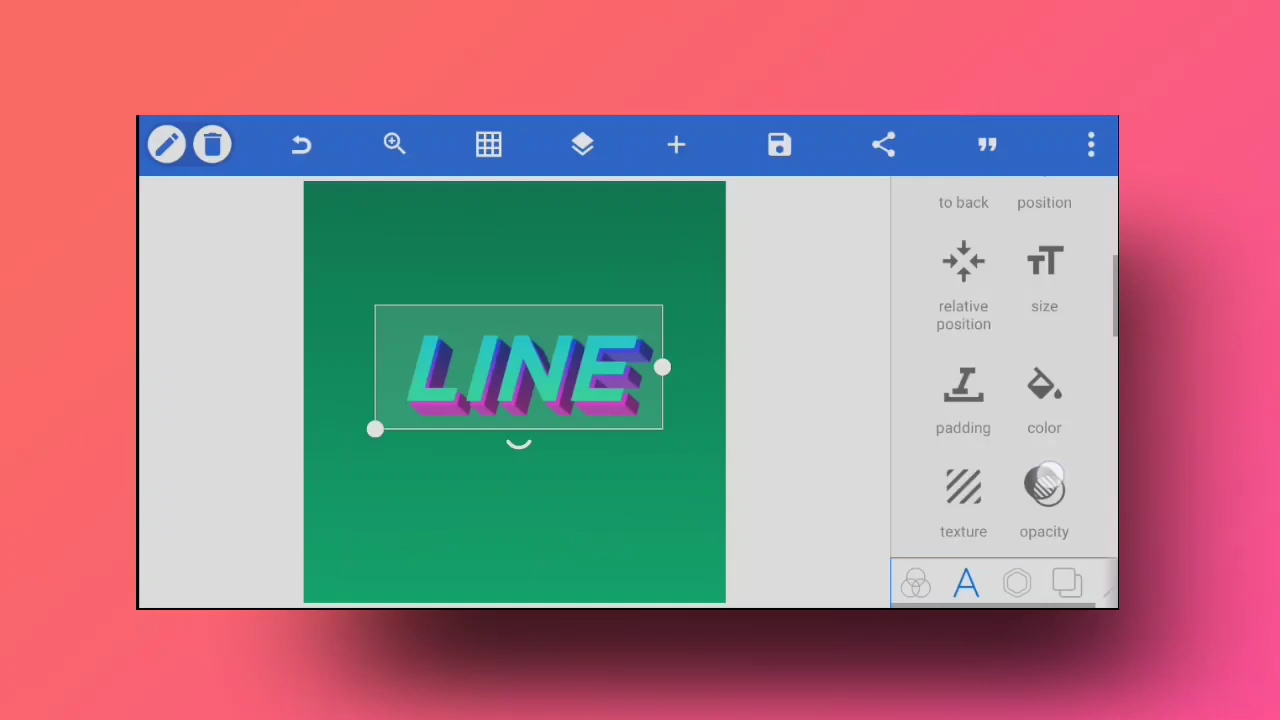 to back position
LINE
relative position
size
padding color
texture opacity